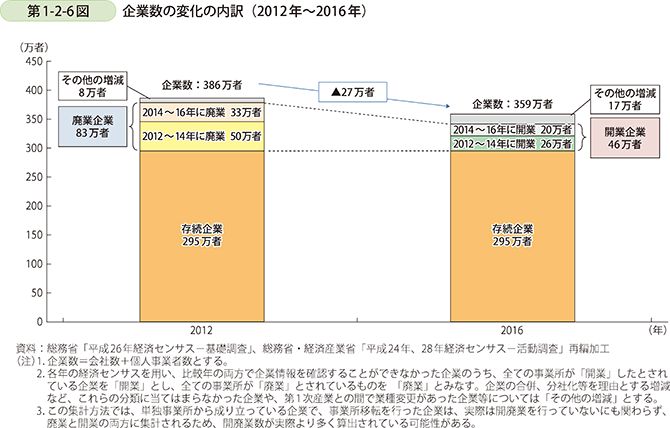 第1-2-6図 企業数の変化の内訳（2012年～2016年）
（万者）
450
400
350
300
250
200
150
100
50
0
その他の増減
8万者
企業数：386万者
▲27万者
企業数：359万者
その他の増減
17万者
廃業企業
83万者
2014～16年に廃業 33万者
2012～14年に廃業 50万者
2014～16年に開業 20万者
2012～14年に開業 26万者
開業企業
46万者
存続企業
295万者
存続企業
295万者
2012
2016
（年）
資料：総務省「平成26年経済センサス－基礎調査」、総務省・経済産業省「平成24年、28年経済センサス－活動調査」再編加工
（注）1．企業数＝会社数＋個人事業者数とする。
2．各年の経済センサスを用い、比較年の両方で企業情報を確認することができなかった企業のうち、全ての事業所が「開業」したとされ
ている企業を「開業」とし、全ての事業所が「廃業」とされているものを 「廃業」とみなす。企業の合併、分社化等を理由とする増減
など、これらの分類に当てはまらなかった企業や、第1次産業との間で業種変更があった企業等については「その他の増減」とする。
3．この集計方法では、単独事業所から成り立っている企業で、事業所移転を行った企業は、実際は開廃業を行っていないにも関わらず、
廃業と開業の両方に集計されるため、開廃業数が実際より多く算出されている可能性がある。